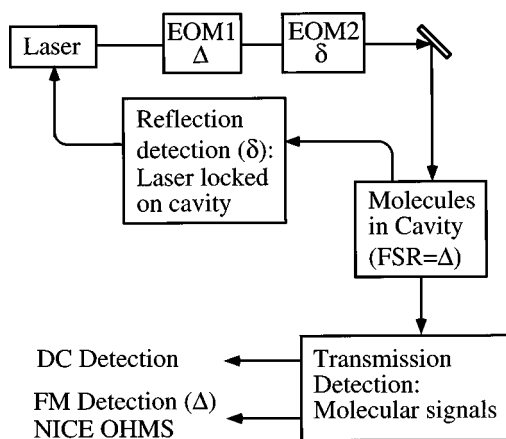 Laser
EOM1
Δ
EOM2
δ
Reflection
detection (δ):
Laser locked
on cavity
Molecules
in Cavity
(FSR=Δ)
Transmission
Detection:
Molecular signals
DC Detection
FM Detection (Δ)
NICE OHMS